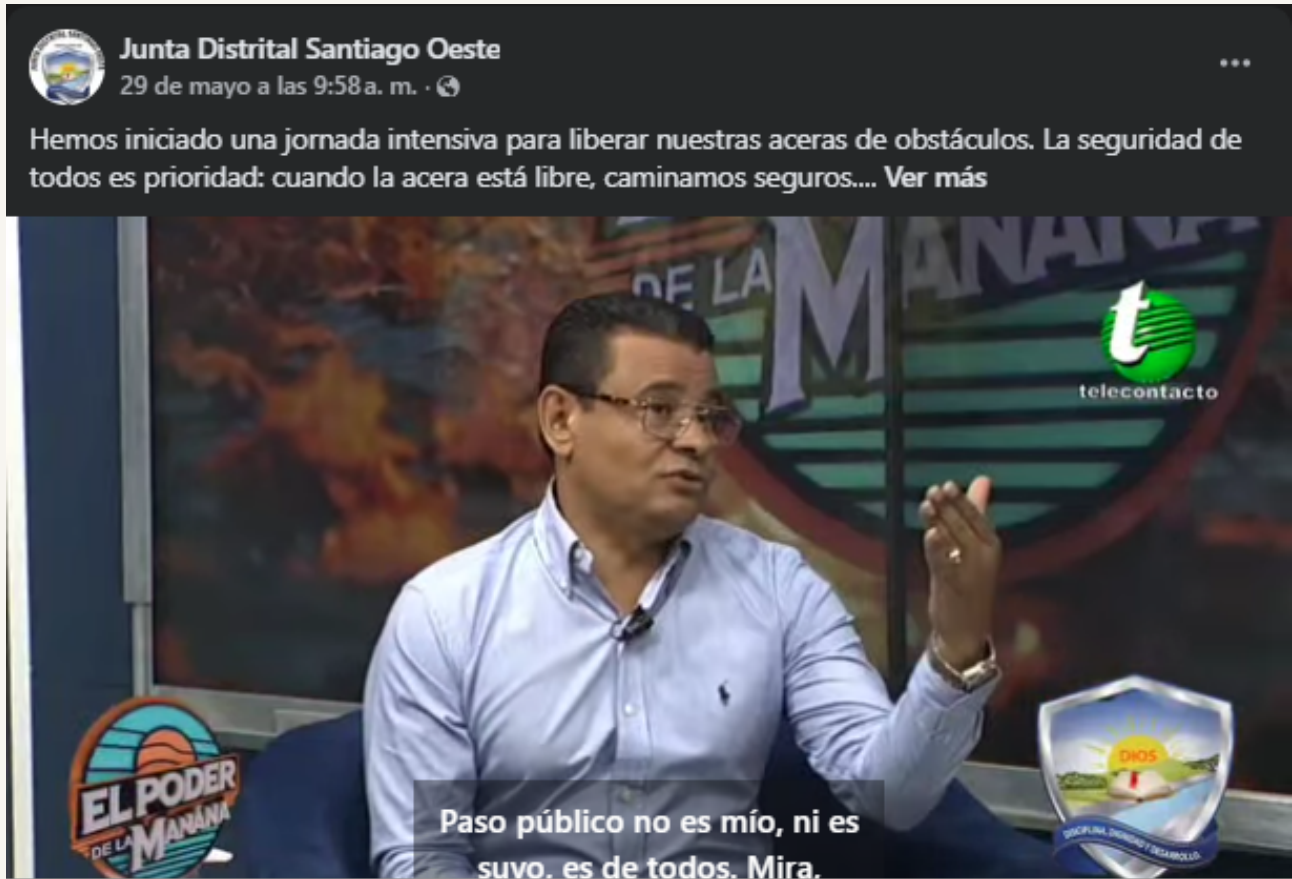 Junta Distrital Santiago Oeste
29 de mayo a las 9:58 a. m. ·
Hemos iniciado una jornada intensiva para liberar nuestras aceras de obstáculos. La seguridad de
todos es prioridad: cuando la acera está libre, caminamos seguros.... Ver más
DE LA MAÑANA
t
telecontacto
EL PODER
DE LA MAÑANA
DIOS
DISCIPLINA, DIGNIDAD Y DESARROLLO.
Paso público no es mío, ni es
suyo, es de todos. Mira,